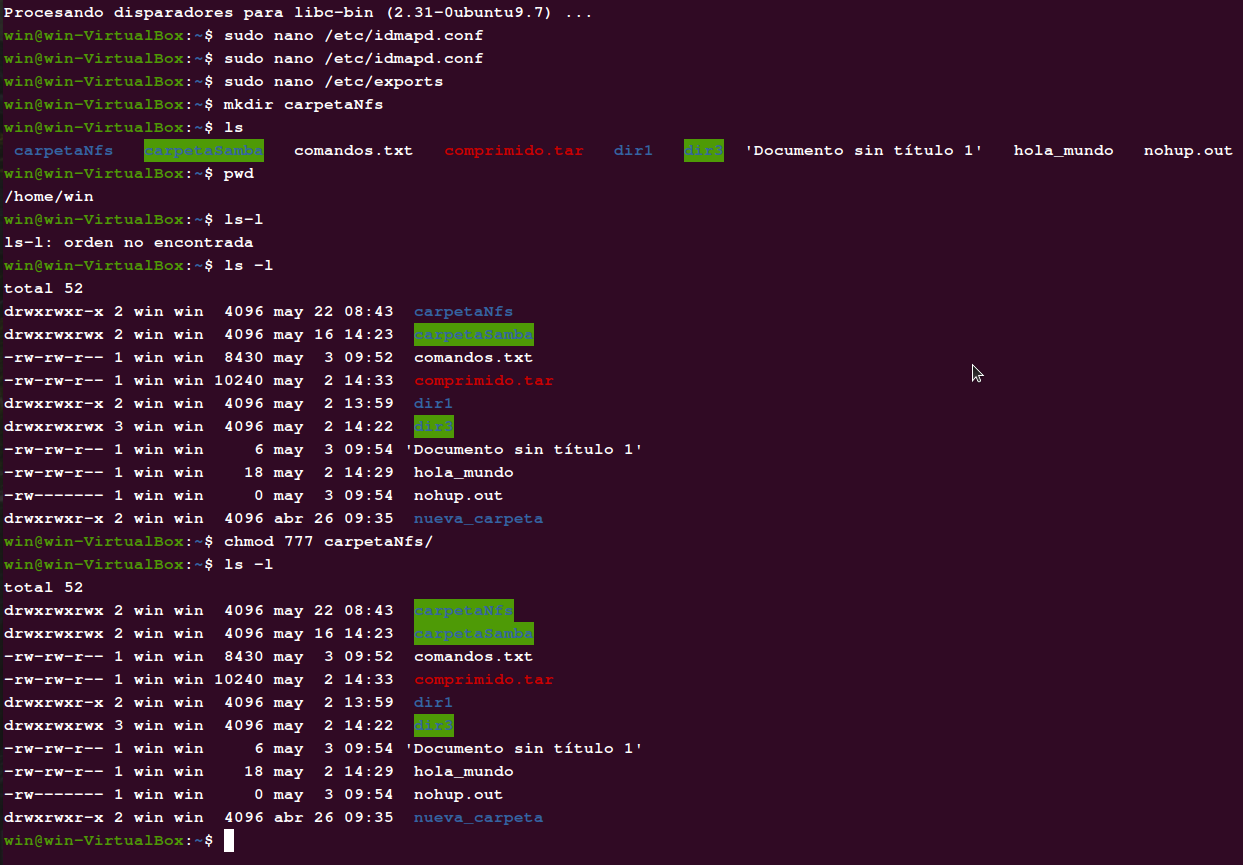 Procesando disparadores para libc-bin (2.31-0ubuntu9.7) ...
win@win-VirtualBox:~$ sudo nano /etc/idmapd.conf
win@win-VirtualBox:~$ sudo nano /etc/idmapd.conf
win@win-VirtualBox:~$ sudo nano /etc/exports
win@win-VirtualBox:~$ mkdir carpetaNfs
win@win-VirtualBox:~$ ls
 carpetaNfs   carpetaSamba   comandos.txt   comprimido.tar   dir1   dir3  'Documento sin título 1'   hola_mundo   nohup.out
win@win-VirtualBox:~$ pwd
/home/win
win@win-VirtualBox:~$ ls-l
ls-l: orden no encontrada
win@win-VirtualBox:~$ ls -l
total 52
drwxrwxr-x 2 win win  4096 may 22 08:43  carpetaNfs
drwxrwxrwx 2 win win  4096 may 16 14:23  carpetaSamba
-rw-rw-r-- 1 win win  8430 may  3 09:52  comandos.txt
-rw-rw-r-- 1 win win 10240 may  2 14:33  comprimido.tar
drwxrwxr-x 2 win win  4096 may  2 13:59  dir1
drwxrwxrwx 3 win win  4096 may  2 14:22  dir3
-rw-rw-r-- 1 win win     6 may  3 09:54 'Documento sin título 1'
-rw-rw-r-- 1 win win    18 may  2 14:29  hola_mundo
-rw------- 1 win win     0 may  3 09:54  nohup.out
drwxrwxr-x 2 win win  4096 abr 26 09:35  nueva_carpeta
win@win-VirtualBox:~$ chmod 777 carpetaNfs/
win@win-VirtualBox:~$ ls -l
total 52
drwxrwxrwx 2 win win  4096 may 22 08:43  carpetaNfs
drwxrwxrwx 2 win win  4096 may 16 14:23  carpetaSamba
-rw-rw-r-- 1 win win  8430 may  3 09:52  comandos.txt
-rw-rw-r-- 1 win win 10240 may  2 14:33  comprimido.tar
drwxrwxr-x 2 win win  4096 may  2 13:59  dir1
drwxrwxrwx 3 win win  4096 may  2 14:22  dir3
-rw-rw-r-- 1 win win     6 may  3 09:54 'Documento sin título 1'
-rw-rw-r-- 1 win win    18 may  2 14:29  hola_mundo
-rw------- 1 win win     0 may  3 09:54  nohup.out
drwxrwxr-x 2 win win  4096 abr 26 09:35  nueva_carpeta
win@win-VirtualBox:~$